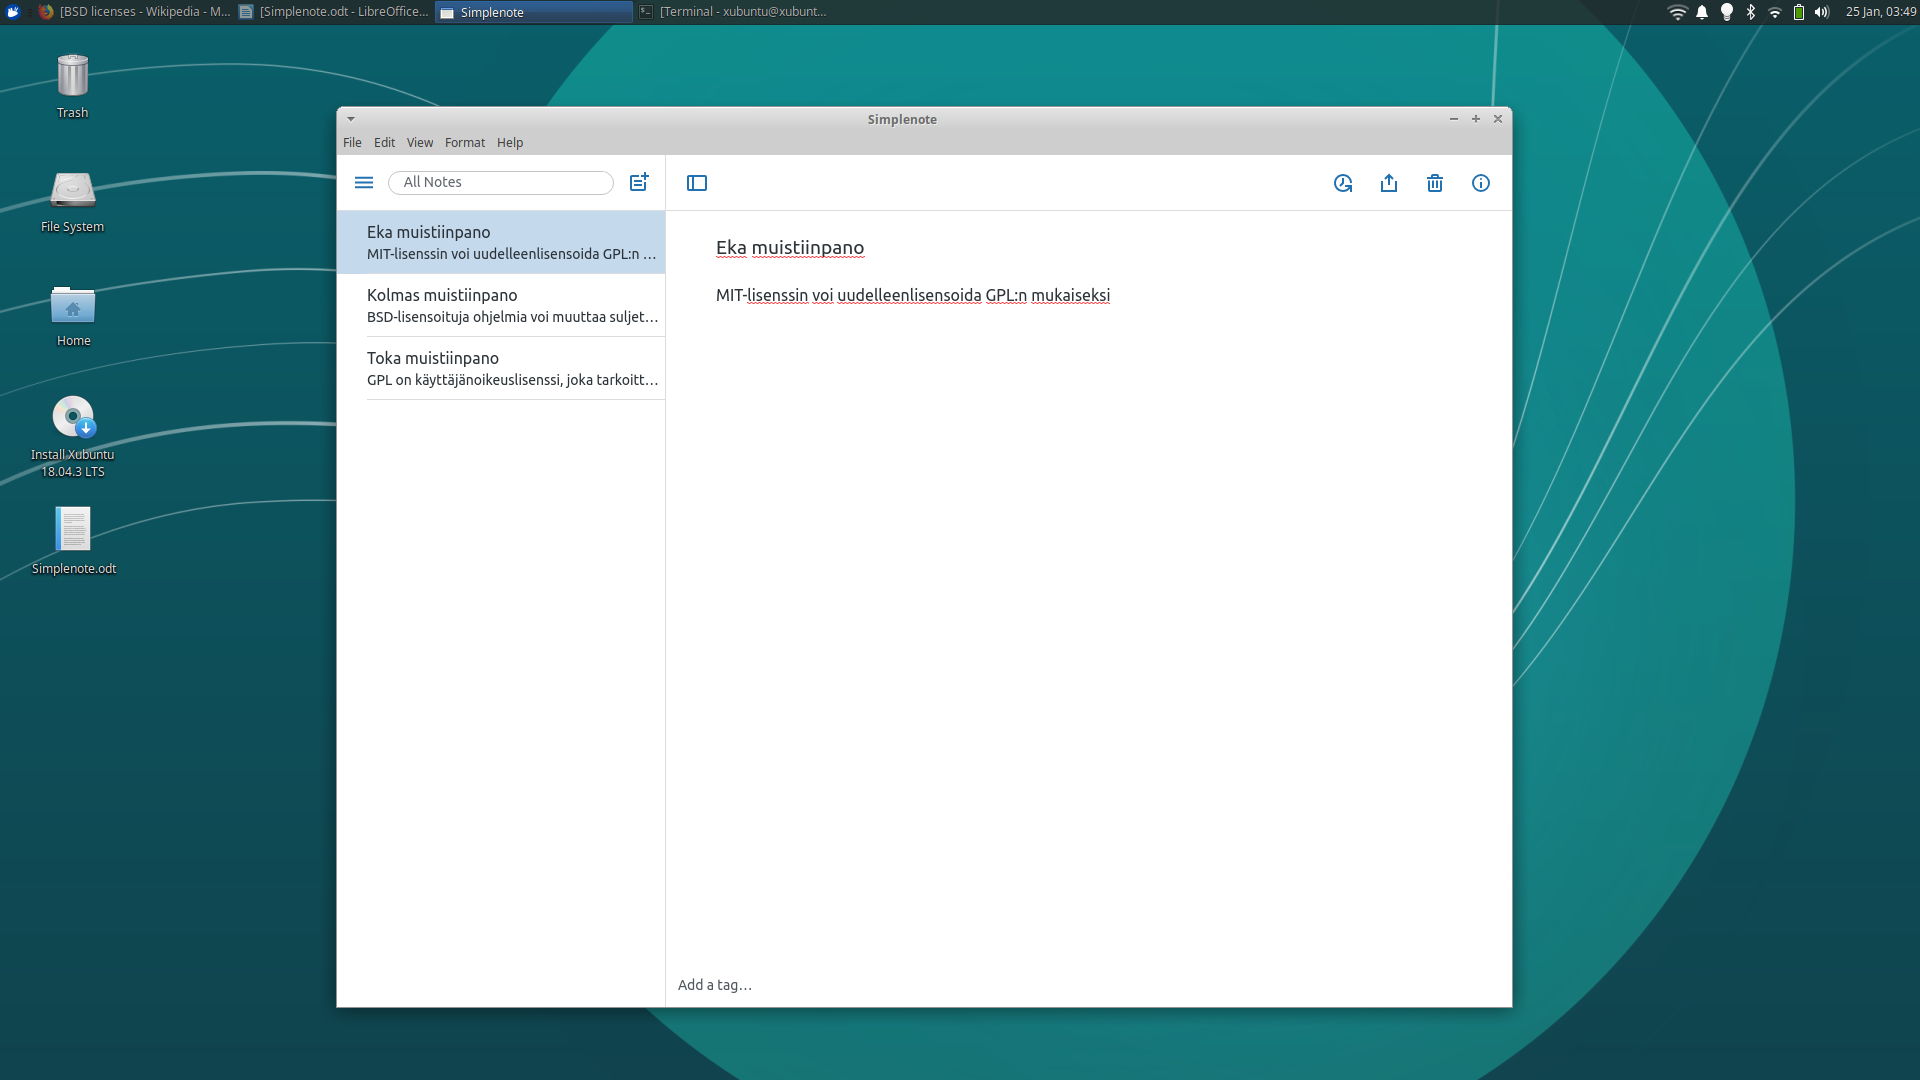 [BSD licenses - Wikipedia - M... [Simplenote.odt - LibreOffice... Simplenote [Terminal - xubuntu@xubunt... 25 Jan, 03:49
Trash
File System
Home
Install Xubuntu
18.04.3 LTS
Simplenote.odt
Simplenote
File Edit View Format Help
All Notes
Eka muistiinpano
MIT-lisenssin voi uudelleenlisensoida GPL:n ...
Kolmas muistiinpano
BSD-lisensoituja ohjelmia voi muuttaa suljet...
Toka muistiinpano
GPL on käyttäjänoikeuslisenssi, joka tarkoitt...
Eka muistiinpano
MIT-lisenssin voi uudelleenlisensoida GPL:n mukaiseksi
Add a tag...